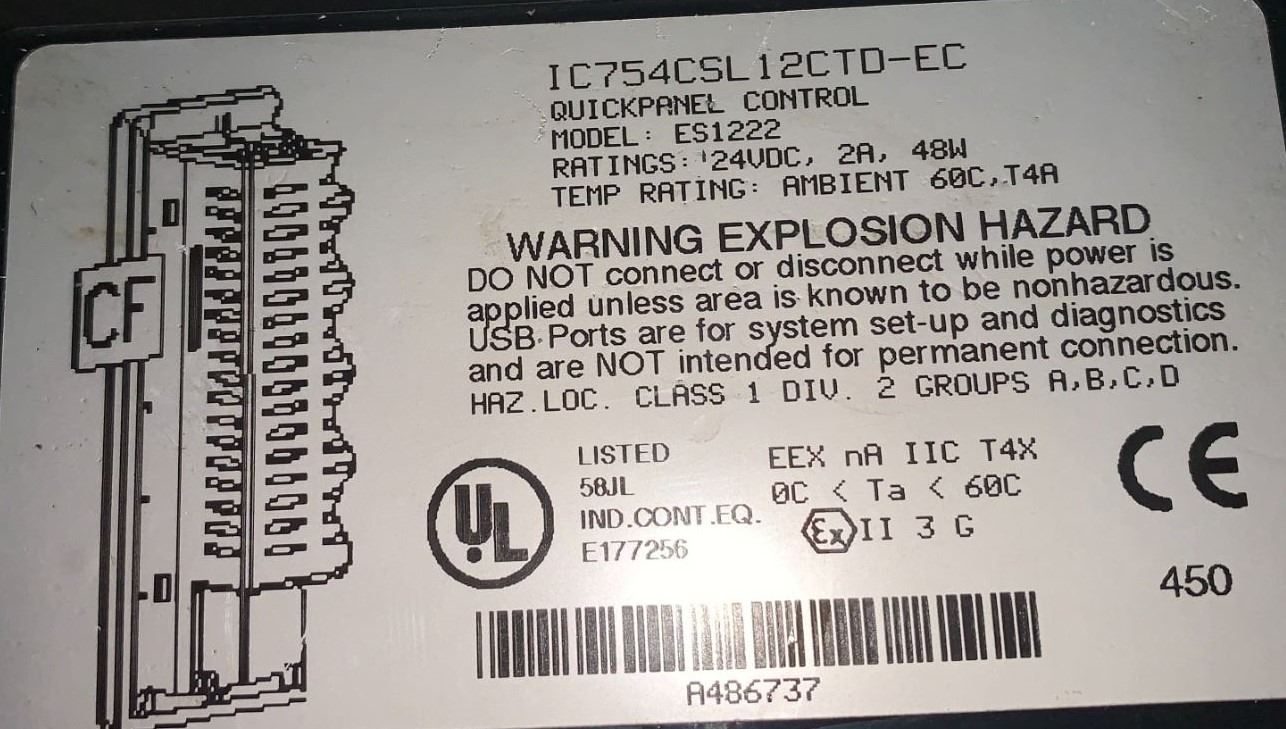 IC754CSL12CTD-EC
QUICKPANEL CONTROL
MODEL: ES1222
RATINGS: 24VDC, 2A, 48W
TEMP RATING: AMBIENT 60C, T4A
WARNING EXPLOSION HAZARD
DO NOT connect or disconnect while power is
applied unless area is known to be nonhazardous.
USB Ports are for system set-up and diagnostics
and are NOT intended for permanent connection.
HAZ.LOC. CLASS 1 DIV. 2 GROUPS A,B,C,D
CF
UL
LISTED
58JL
IND.CONT.EQ.
E177256
EEX nA IIC T4X
0C < Ta < 60C
Ex II 3 G
CE
450
A486737